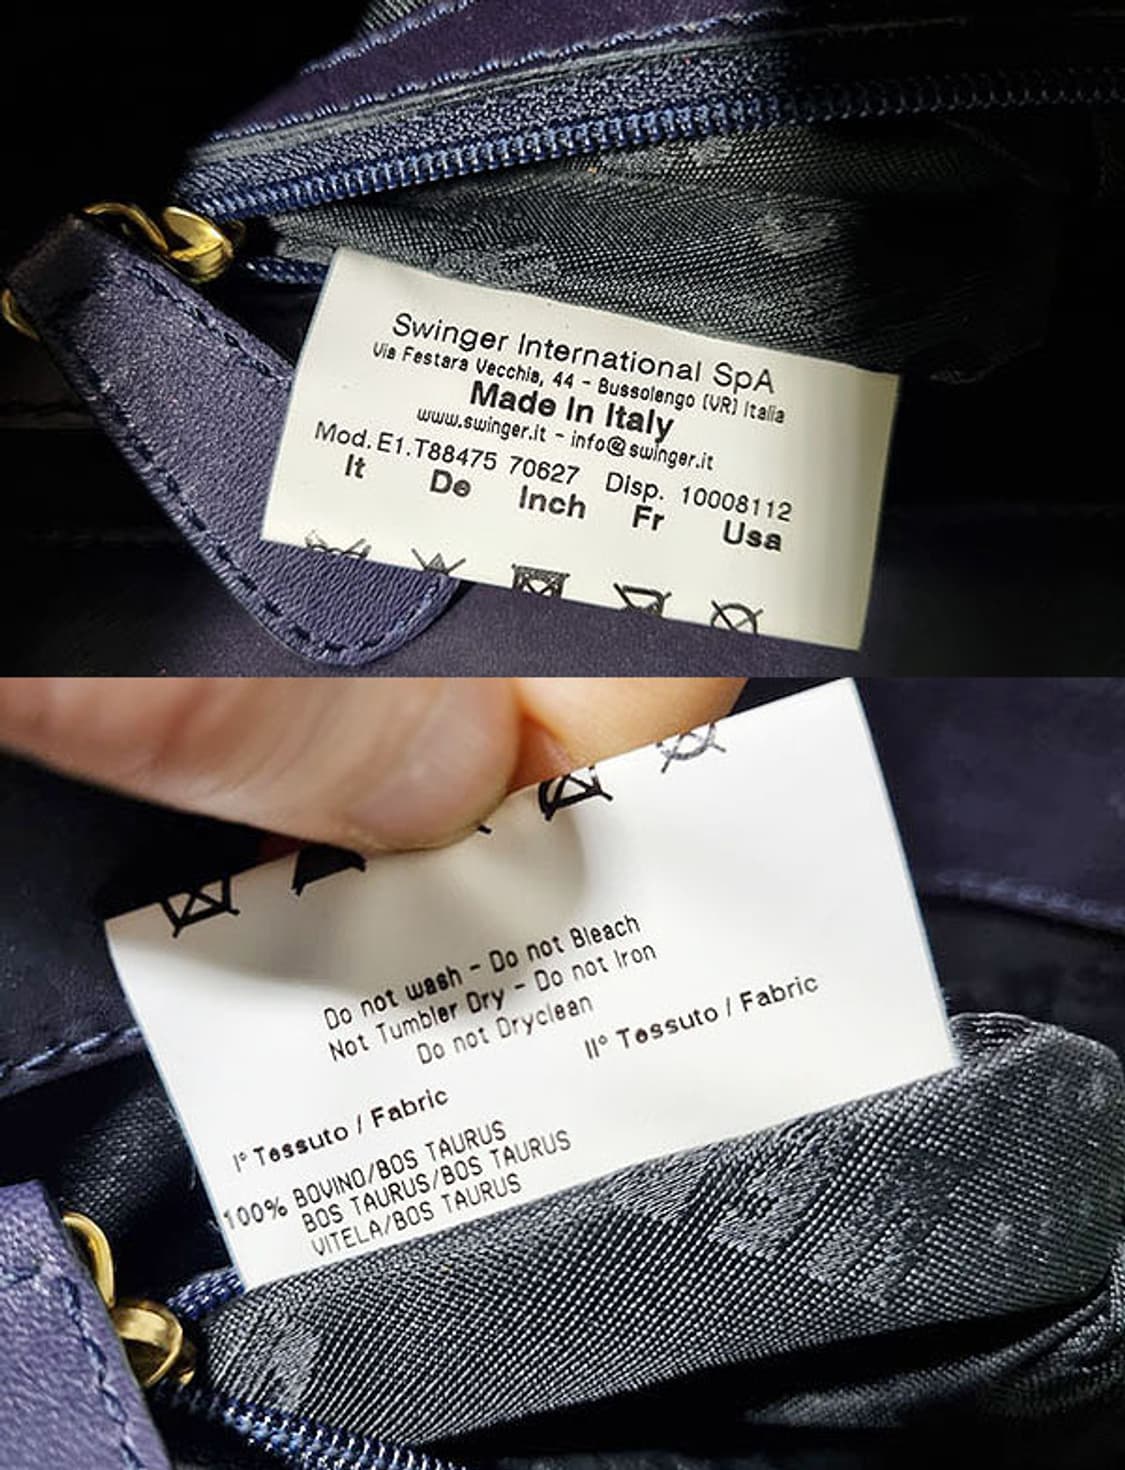 Swinger International SpA
Via Festara Vecchia, 44 - Bussolengo (VR) Italia
Made In Italy
www.swinger.it - info@swinger.it
Mod. E1.T88475 70627 Disp. 10008112
It De Inch Fr Usa
Do not wash - Do not Bleach
Not Tumbler Dry - Do not Iron
Do not Dryclean
I° Tessuto / Fabric II° Tessuto / Fabric
100% BOVINO/BOS TAURUS
BOS TAURUS/BOS TAURUS
VITELA/BOS TAURUS